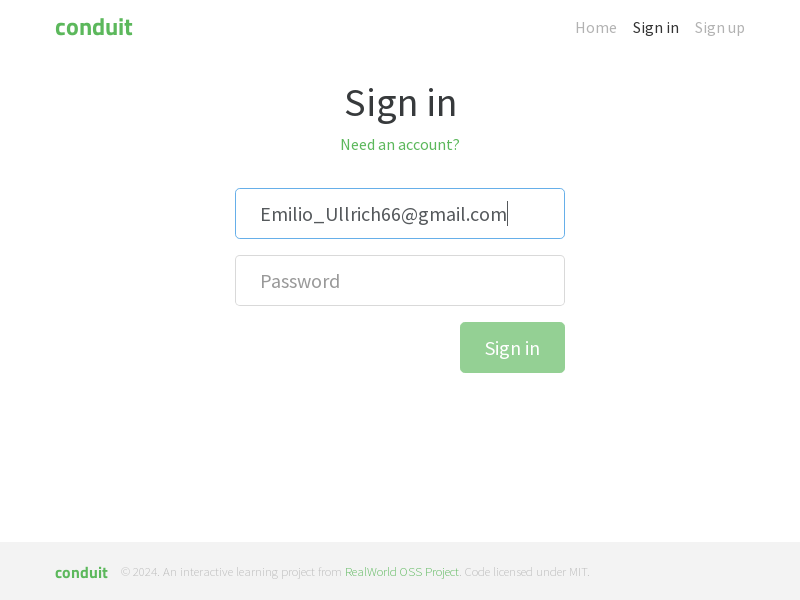 conduit
Home Sign in Sign up
Sign in
Need an account?
Emilio_Ullrich66@gmail.com
Password
Sign in
conduit © 2024. An interactive learning project from RealWorld OSS Project. Code licensed under MIT.